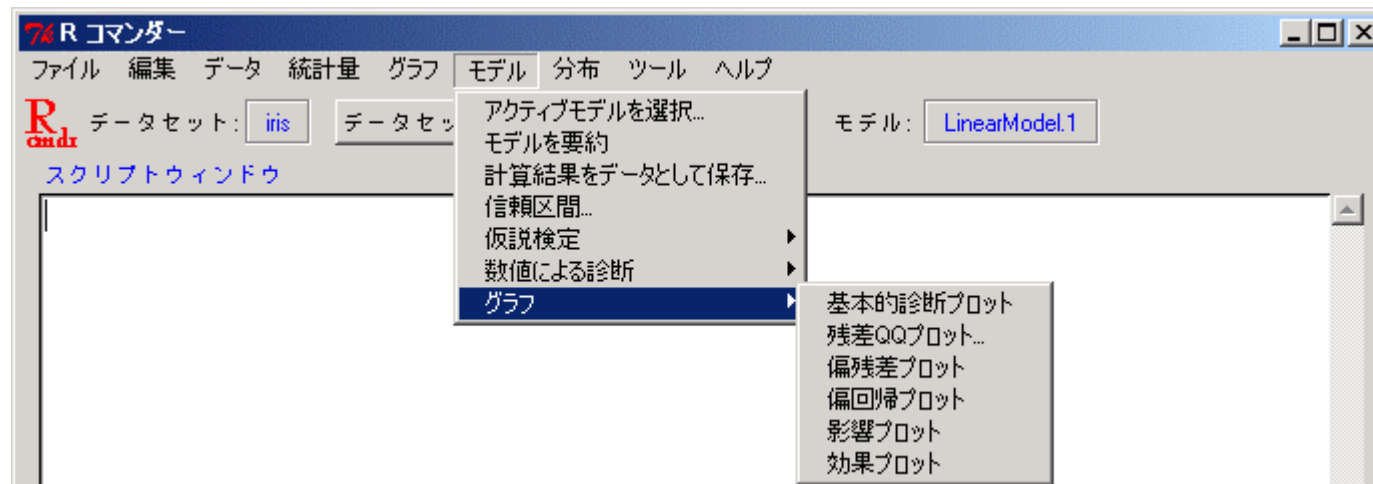 R コマンダー
ファイル 編集 データ 統計量 グラフ モデル 分布 ツール ヘルプ
Rcmdr データセット: iris データセッ モデル: LinearModel.1
スクリプトウィンドウ
アクティブモデルを選択...
モデルを要約
計算結果をデータとして保存...
信頼区間...
仮説検定
数値による診断
グラフ
基本的診断プロット
残差QQプロット...
偏残差プロット
偏回帰プロット
影響プロット
効果プロット